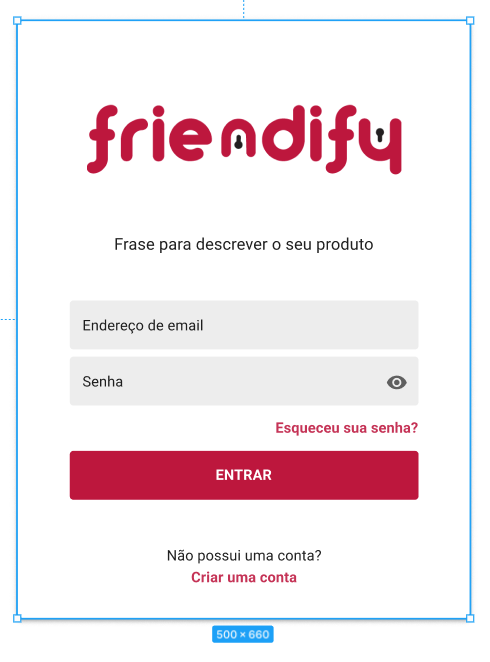 friendify
Frase para descrever o seu produto
Endereço de email
Senha
Esqueceu sua senha?
ENTRAR
Não possui uma conta?
Criar uma conta
500 × 660